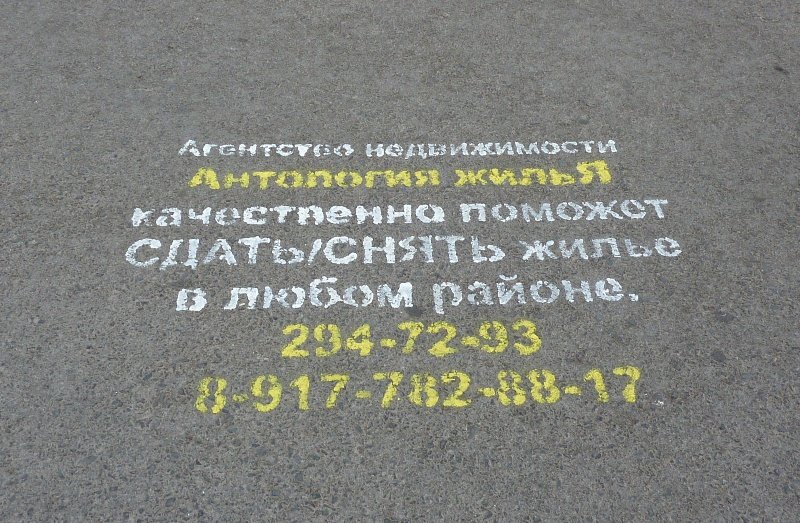 Агентство недвижимости
Антология жильЯ
качественно поможет
СДАТЬ/СНЯТЬ жилье
в любом районе.
294-72-93
8-917-782-88-17